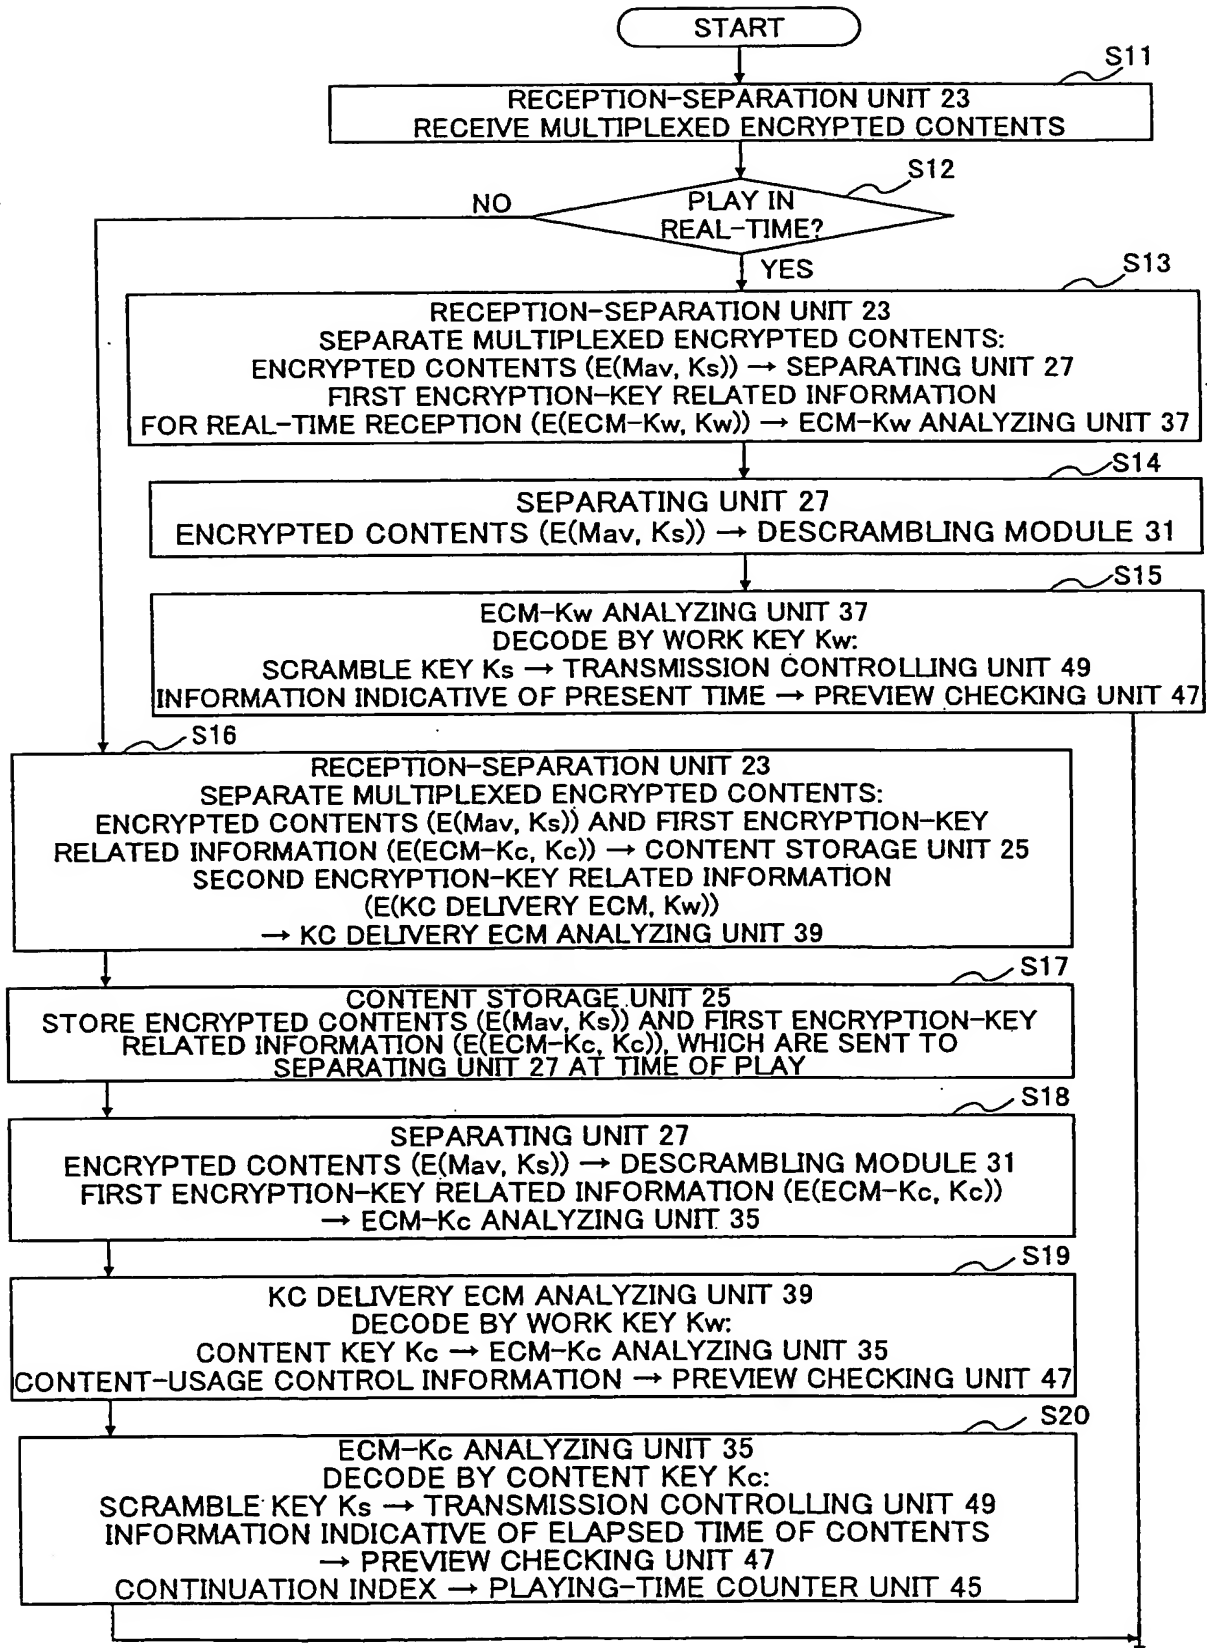 START
S11
RECEPTION-SEPARATION UNIT 23
RECEIVE MULTIPLEXED ENCRYPTED CONTENTS
S12
NO
PLAY IN
REAL-TIME?
YES
S13
RECEPTION-SEPARATION UNIT 23
SEPARATE MULTIPLEXED ENCRYPTED CONTENTS:
ENCRYPTED CONTENTS (E(Mav, Ks)) → SEPARATING UNIT 27
FIRST ENCRYPTION-KEY RELATED INFORMATION
FOR REAL-TIME RECEPTION (E(ECM-Kw, Kw)) → ECM-Kw ANALYZING UNIT 37
S14
SEPARATING UNIT 27
ENCRYPTED CONTENTS (E(Mav, Ks)) → DESCRAMBLING MODULE 31
S15
ECM-Kw ANALYZING UNIT 37
DECODE BY WORK KEY Kw:
SCRAMBLE KEY Ks → TRANSMISSION CONTROLLING UNIT 49
INFORMATION INDICATIVE OF PRESENT TIME → PREVIEW CHECKING UNIT 47
S16
RECEPTION-SEPARATION UNIT 23
SEPARATE MULTIPLEXED ENCRYPTED CONTENTS:
ENCRYPTED CONTENTS (E(Mav, Ks)) AND FIRST ENCRYPTION-KEY
RELATED INFORMATION (E(ECM-Kc, Kc)) → CONTENT STORAGE UNIT 25
SECOND ENCRYPTION-KEY RELATED INFORMATION
(E(KC DELIVERY ECM, Kw))
→ KC DELIVERY ECM ANALYZING UNIT 39
S17
CONTENT STORAGE UNIT 25
STORE ENCRYPTED CONTENTS (E(Mav, Ks)) AND FIRST ENCRYPTION-KEY
RELATED INFORMATION (E(ECM-Kc, Kc)), WHICH ARE SENT TO
SEPARATING UNIT 27 AT TIME OF PLAY
S18
SEPARATING UNIT 27
ENCRYPTED CONTENTS (E(Mav, Ks)) → DESCRAMBLING MODULE 31
FIRST ENCRYPTION-KEY RELATED INFORMATION (E(ECM-Kc, Kc))
→ ECM-Kc ANALYZING UNIT 35
S19
KC DELIVERY ECM ANALYZING UNIT 39
DECODE BY WORK KEY Kw:
CONTENT KEY Kc → ECM-Kc ANALYZING UNIT 35
CONTENT-USAGE CONTROL INFORMATION → PREVIEW CHECKING UNIT 47
S20
ECM-Kc ANALYZING UNIT 35
DECODE BY CONTENT KEY Kc:
SCRAMBLE KEY Ks → TRANSMISSION CONTROLLING UNIT 49
INFORMATION INDICATIVE OF ELAPSED TIME OF CONTENTS
→ PREVIEW CHECKING UNIT 47
CONTINUATION INDEX → PLAYING-TIME COUNTER UNIT 45